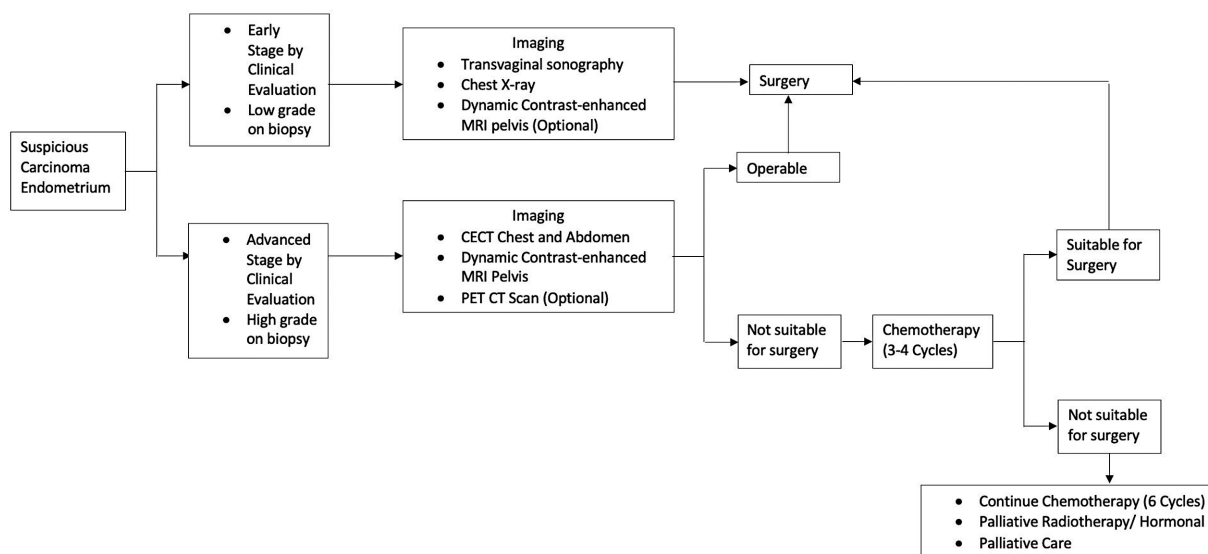 Suspicious
Carcinoma
Endometrium
● Early
Stage by
Clinical
Evaluation
● Low grade
on biopsy
Imaging
● Transvaginal sonography
● Chest X-ray
● Dynamic Contrast-enhanced
MRI pelvis (Optional)
Surgery
Operable
● Advanced
Stage by
Clinical
Evaluation
● High grade
on biopsy
Imaging
● CECT Chest and Abdomen
● Dynamic Contrast-enhanced
MRI Pelvis
● PET CT Scan (Optional)
Not suitable
for surgery
Chemotherapy
(3-4 Cycles)
Suitable for
Surgery
Not suitable
for surgery
● Continue Chemotherapy (6 Cycles)
● Palliative Radiotherapy/ Hormonal
● Palliative Care